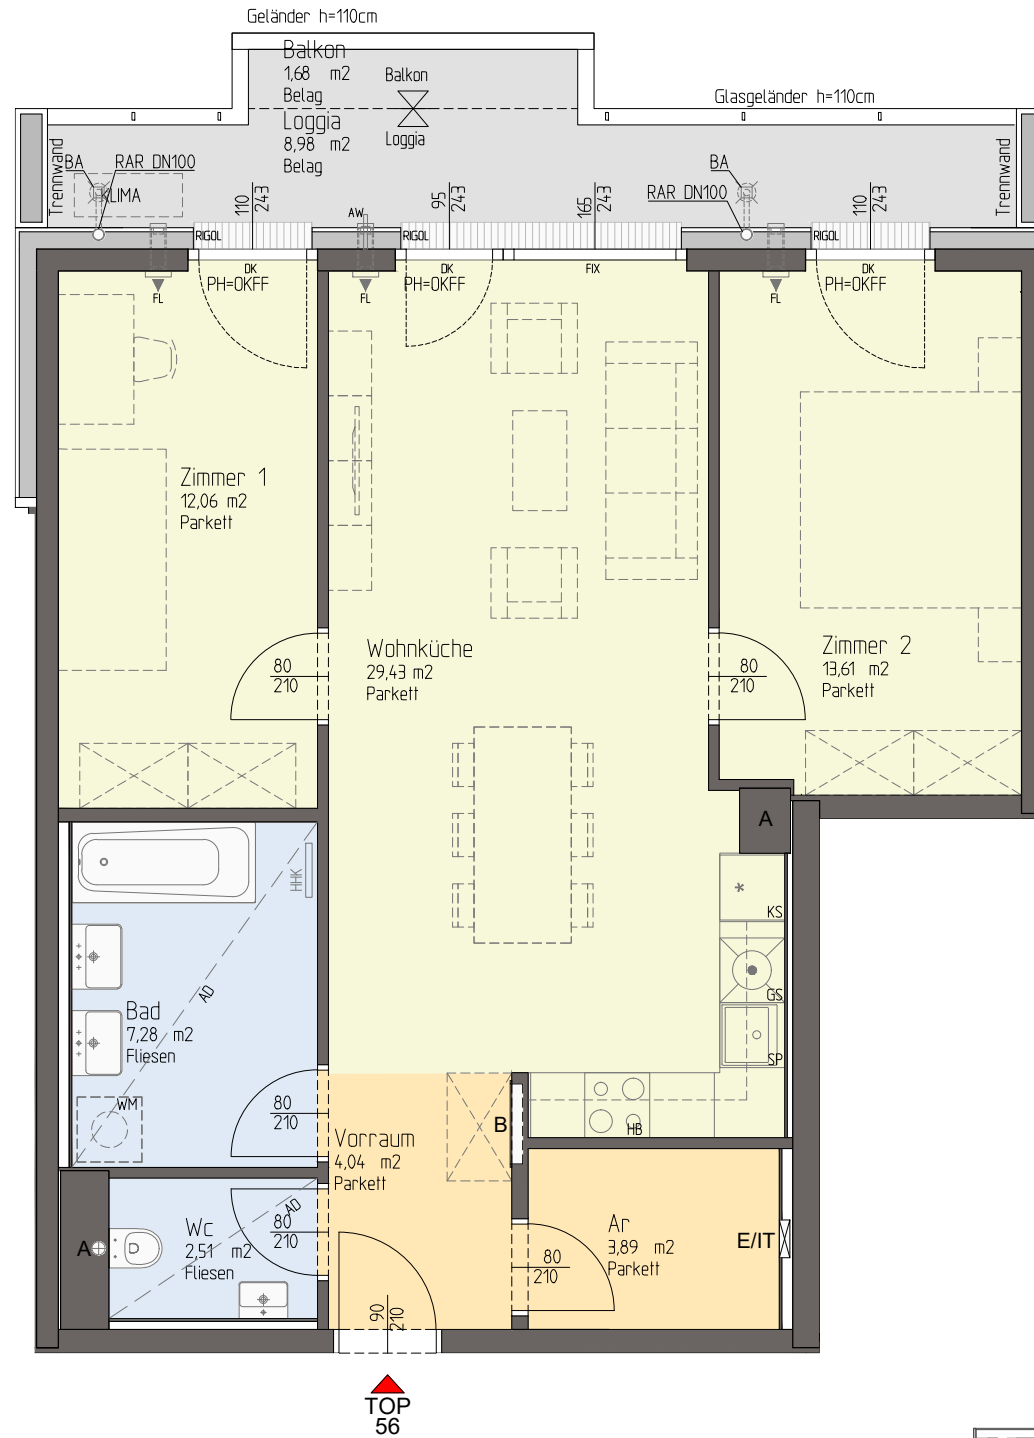 Geländer h=110cm
Balkon
1,68 m2
Belag
Balkon
Loggia
8,98 m2
Belag
Loggia
Glasgeländer h=110cm
Trennwand
BA
RAR DN100
KLIMA
110
243
AW
95
243
165
243
BA
RAR DN100
110
243
Trennwand
RIGOL
RIGOL
RIGOL
DK
PH=OKFF
DK
PH=OKFF
FIX
DK
PH=OKFF
FL
FL
FL
Zimmer 1
12,06 m2
Parkett
Wohnküche
29,43 m2
Parkett
Zimmer 2
13,61 m2
Parkett
80
210
80
210
A
HHK
KS
AD
GS
Bad
7,28 m2
Fliesen
SP
WM
80
210
B
HB
Vorraum
4,04 m2
Parkett
AD
Wc
2,51 m2
Fliesen
80
210
A
Ar
3,89 m2
Parkett
E/IT
80
210
90
210
TOP
56